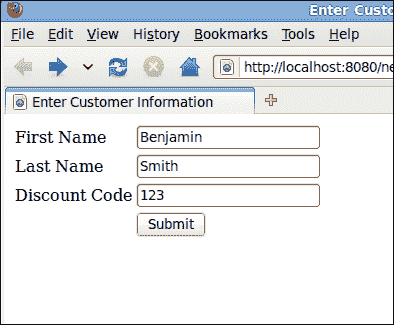 Enter Custo
File Edit View History Bookmarks Tools Help
http://localhost:8080/ne
Enter Customer Information
First Name Benjamin
Last Name Smith
Discount Code 123
Submit